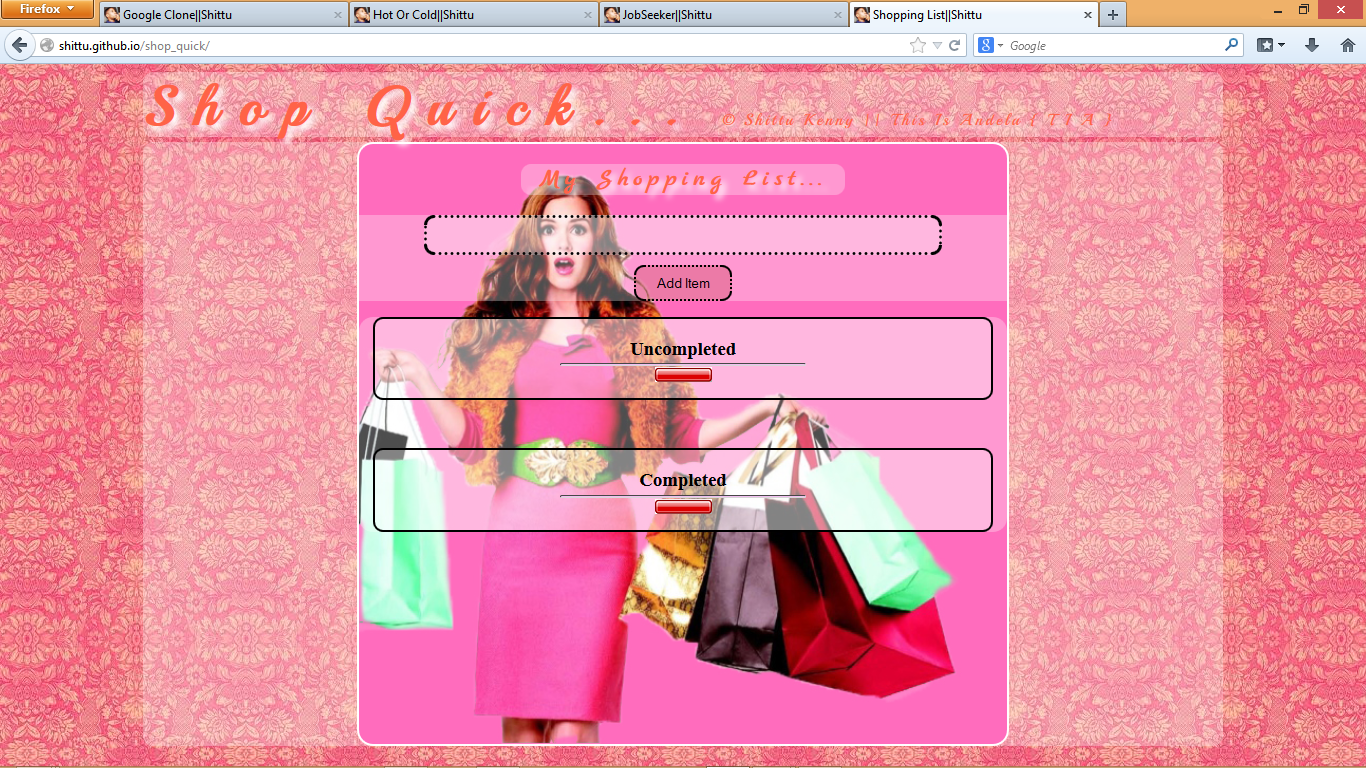 Firefox
Google Clone||Shittu
Hot Or Cold||Shittu
JobSeeker||Shittu
Shopping List||Shittu
shittu.github.io/shop_quick/
Google
Shop Quick...
© Shittu Kenny || This Is Andela [ T I A ]
My Shopping List...
Add Item
Uncompleted
Completed